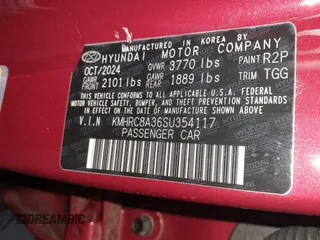 MANUFACTURED IN KOREA BY
HYUNDAI MOTOR COMPANY
OCT/2024 GVWR 3770 lbs PAINT R2P
GAWR FRONT 2101 lbs GAWR REAR 1889 lbs TRIM TGG
THIS VEHICLE CONFORMS TO ALL APPLICABLE
U.S. FEDERAL MOTOR VEHICLE SAFETY, BUMPER,
AND THEFT PREVENTION STANDARDS IN EFFECT ON
THE DATE OF MANUFACTURE SHOWN ABOVE.
V.I.N KMHRC8A36SU354117
PASSENGER CAR
DREAMBID